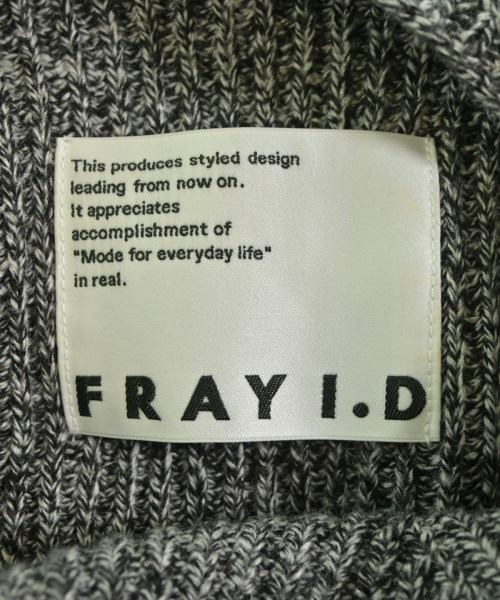 This produces styled design
leading from now on.
It appreciates
accomplishment of
"Mode for everyday life"
in real.
FRAY I.D